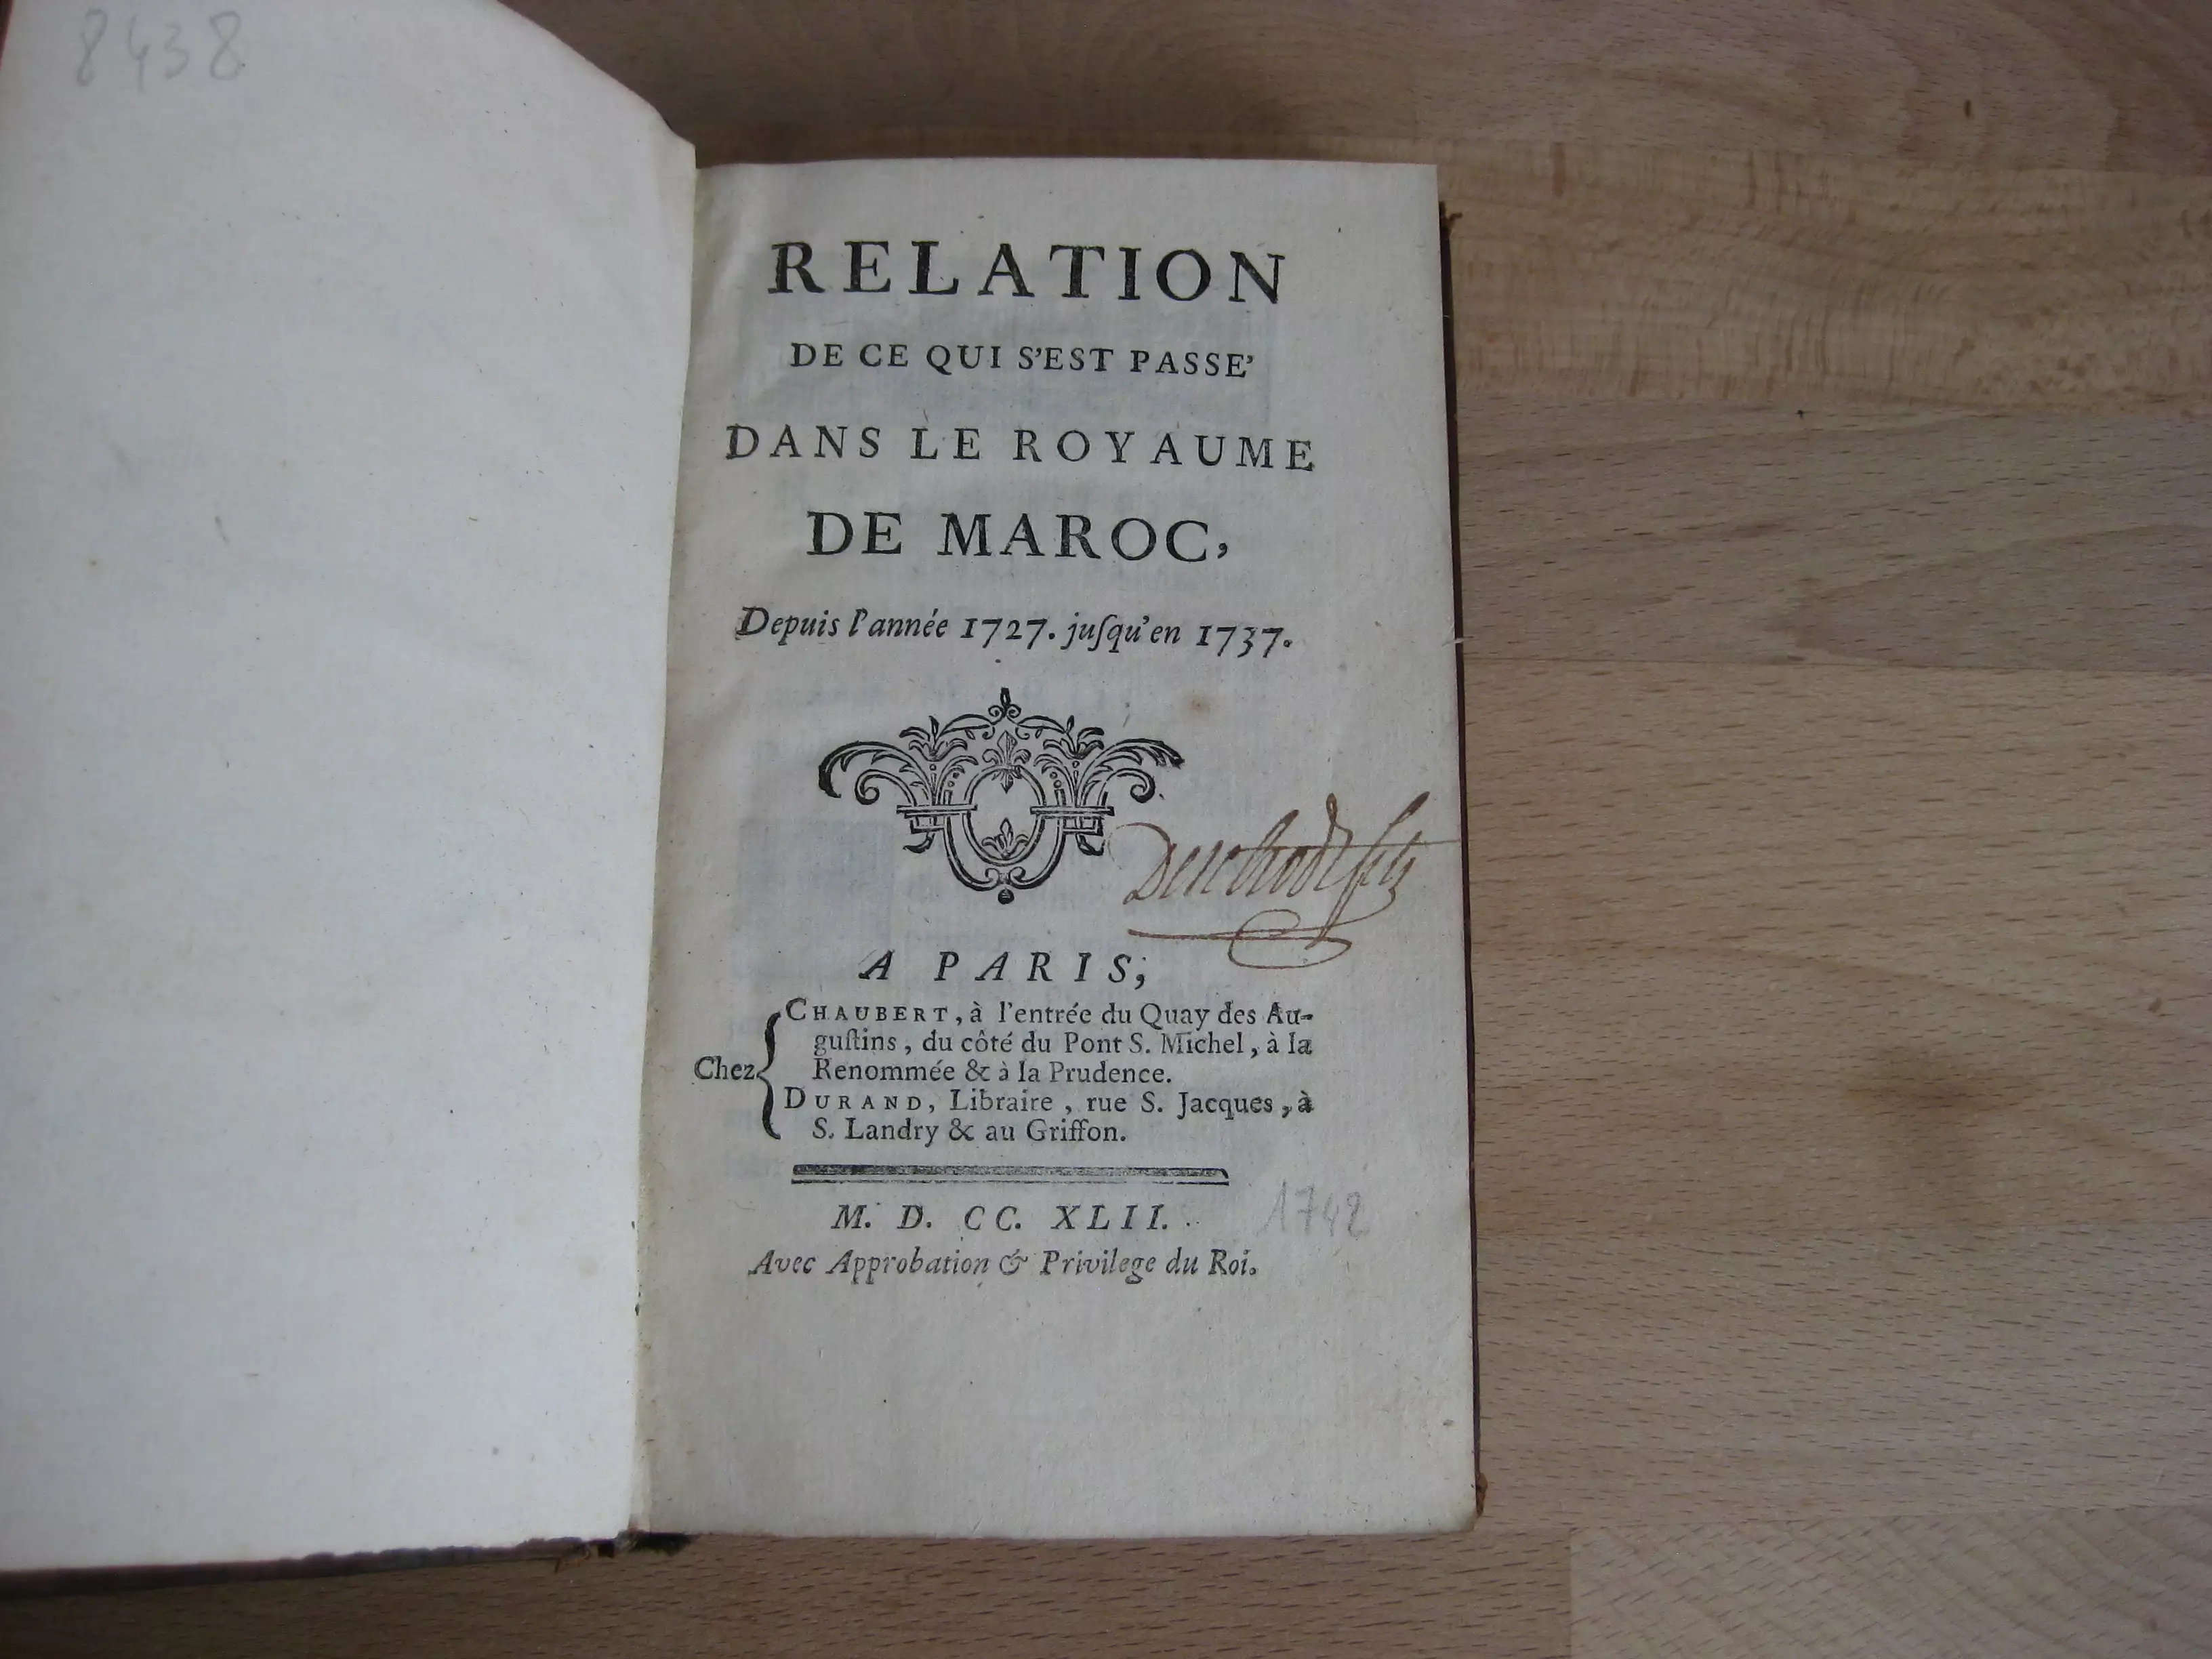 8438
RELATION
DE CE QUI S'EST PASSE'
DANS LE ROYAUME
DE MAROC,
Depuis l'année 1727. juſqu'en 1737.
A PARIS,
Chez
CHAUBERT, à l'entrée du Quay des Au-
guſtins, du côté du Pont S. Michel, à la
Renommée & à la Prudence.
DURAND, Libraire, rue S. Jacques, à
S. Landry & au Griffon.
M. D. CC. XLII.
1742
Avec Approbation & Privilege du Roi.